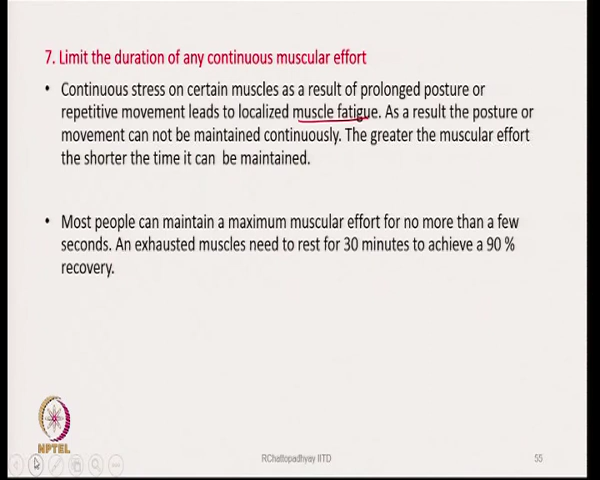 7. Limit the duration of any continuous muscular effort
• Continuous stress on certain muscles as a result of prolonged posture or
repetitive movement leads to localized muscle fatigue. As a result the posture or
movement can not be maintained continuously. The greater the muscular effort
the shorter the time it can be maintained.
• Most people can maintain a maximum muscular effort for no more than a few
seconds. An exhausted muscles need to rest for 30 minutes to achieve a 90 %
recovery.
NPTEL
RChattopadhyay IITD
55